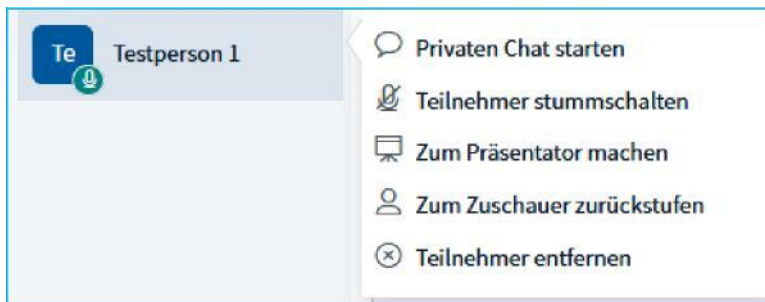 Te
Testperson 1
Privaten Chat starten
Teilnehmer stummschalten
Zum Präsentator machen
Zum Zuschauer zurückstufen
Teilnehmer entfernen